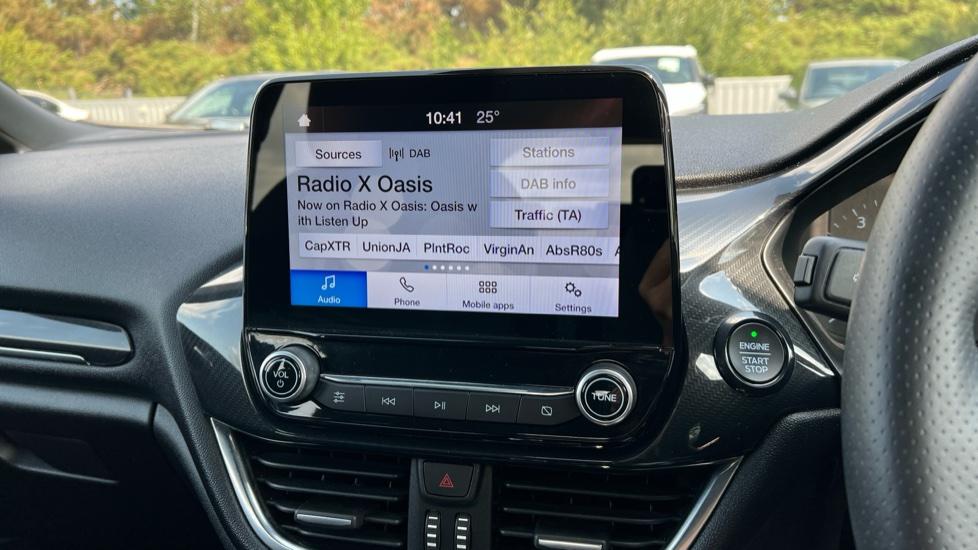 10:41 25°
Sources DAB Stations
Radio X Oasis
DAB info
Now on Radio X Oasis: Oasis w
ith Listen Up
Traffic (TA)
CapXTR UnionJA PlntRoc VirginAn AbsR80s A
Audio Phone Mobile apps Settings
VOL
TUNE
ENGINE
START
STOP
3